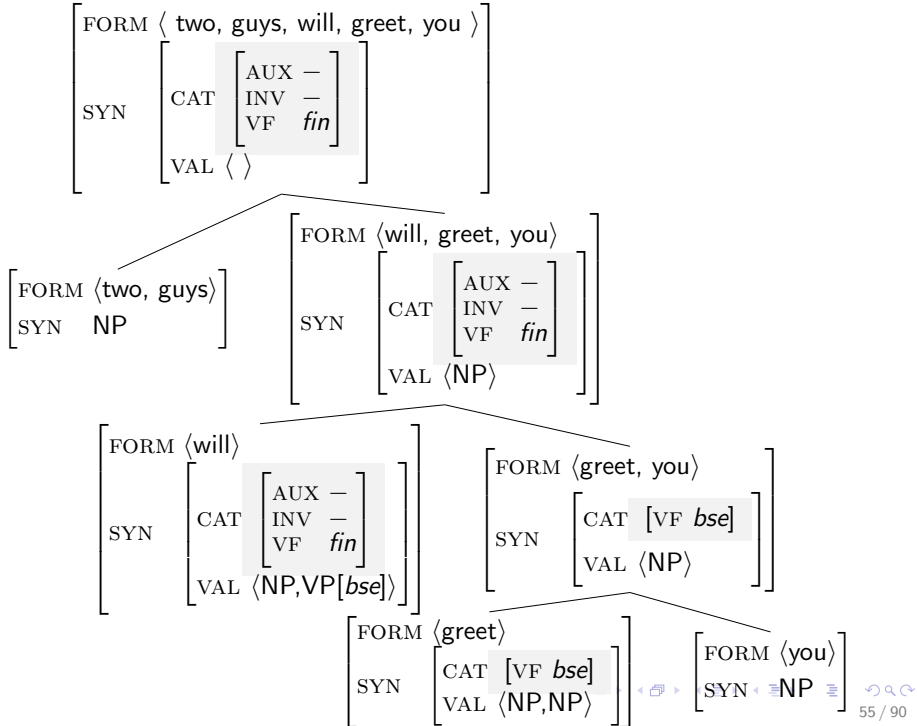 FORM ⟨ two, guys, will, greet, you ⟩
SYN
CAT
AUX −
INV −
VF fin
VAL ⟨ ⟩
FORM ⟨two, guys⟩
SYN NP
FORM ⟨will, greet, you⟩
SYN
CAT
AUX −
INV −
VF fin
VAL ⟨NP⟩
FORM ⟨will⟩
SYN
CAT
AUX −
INV −
VF fin
VAL ⟨NP,VP[bse]⟩
FORM ⟨greet, you⟩
SYN
CAT [VF bse]
VAL ⟨NP⟩
FORM ⟨greet⟩
SYN
CAT [VF bse]
VAL ⟨NP,NP⟩
FORM ⟨you⟩
SYN NP
55 / 90